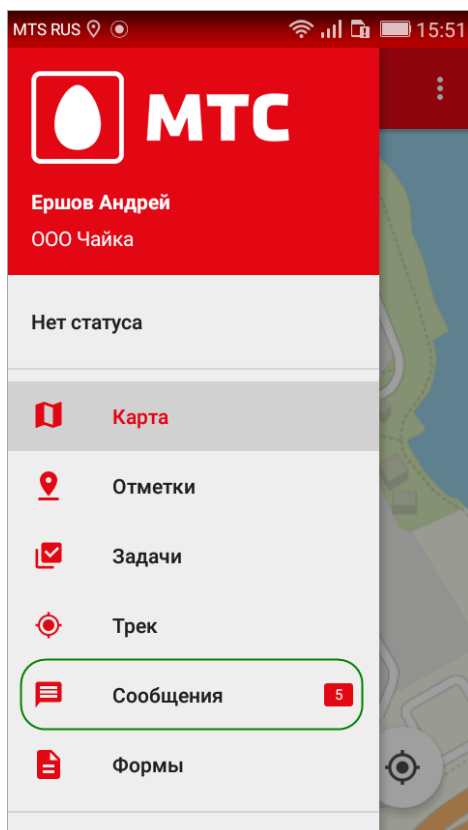 MTS RUS 15:51
МТС
Ершов Андрей
ООО Чайка
Нет статуса
Карта
Отметки
Задачи
Трек
Сообщения 5
Формы